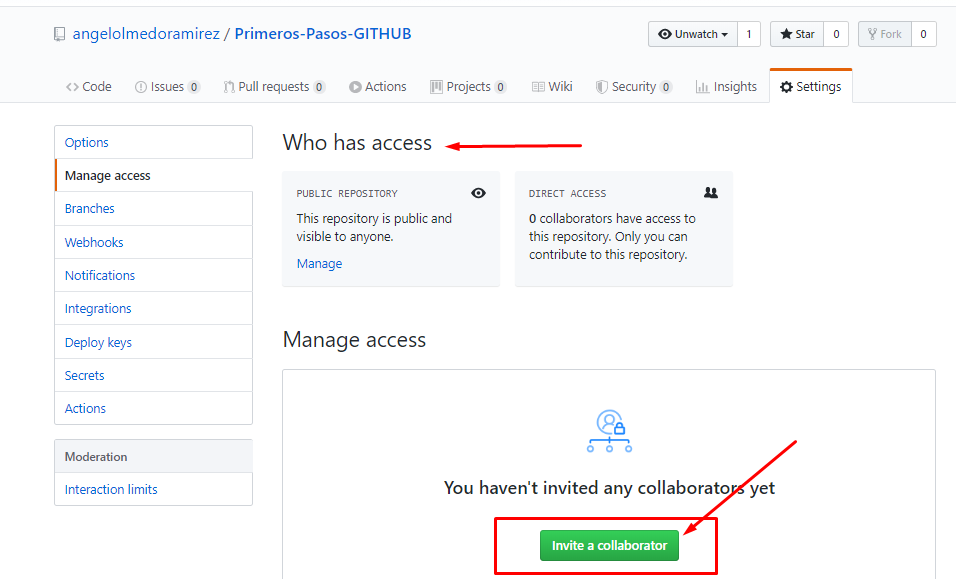 angelolmedoramirez / Primeros-Pasos-GITHUB
Unwatch 1 Star 0 Fork 0
Code Issues 0 Pull requests 0 Actions Projects 0 Wiki Security 0 Insights Settings
Options
Manage access
Branches
Webhooks
Notifications
Integrations
Deploy keys
Secrets
Actions
Moderation
Interaction limits
Who has access
PUBLIC REPOSITORY
This repository is public and
visible to anyone.
Manage
DIRECT ACCESS
0 collaborators have access to
this repository. Only you can
contribute to this repository.
Manage access
You haven't invited any collaborators yet
Invite a collaborator